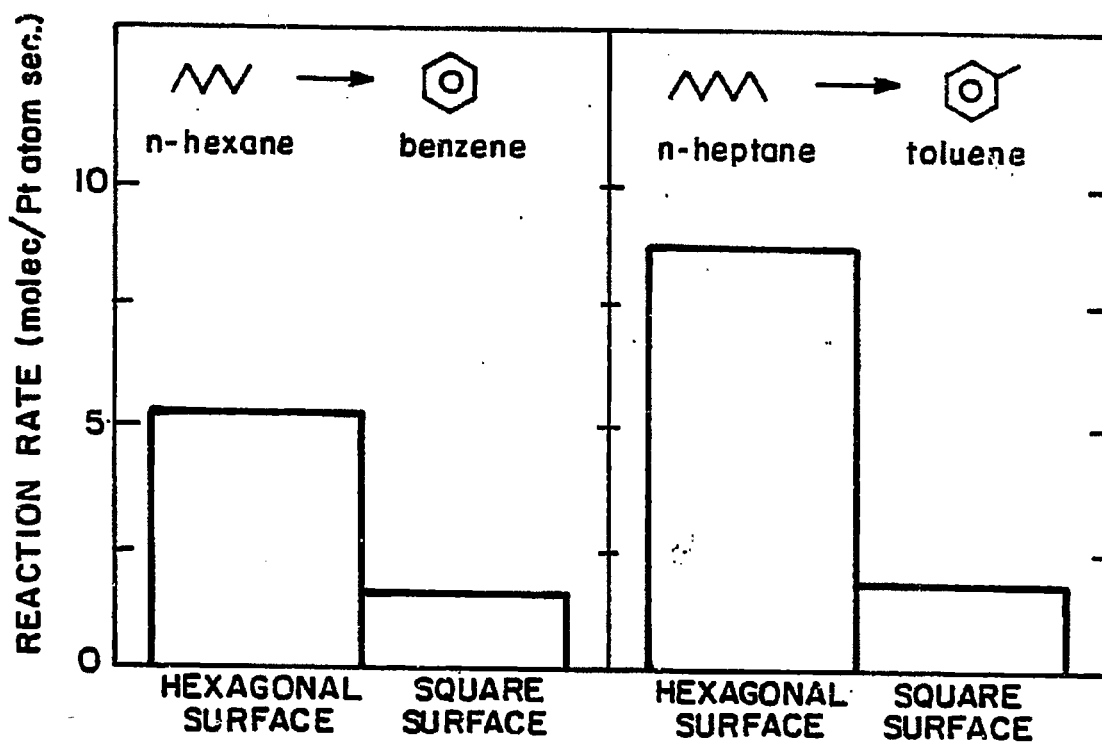 REACTION RATE (molec/Pt atom sec.)
10
5
0
n-hexane
benzene
n-heptane
toluene
HEXAGONAL
SURFACE
SQUARE
SURFACE
HEXAGONAL
SURFACE
SQUARE
SURFACE